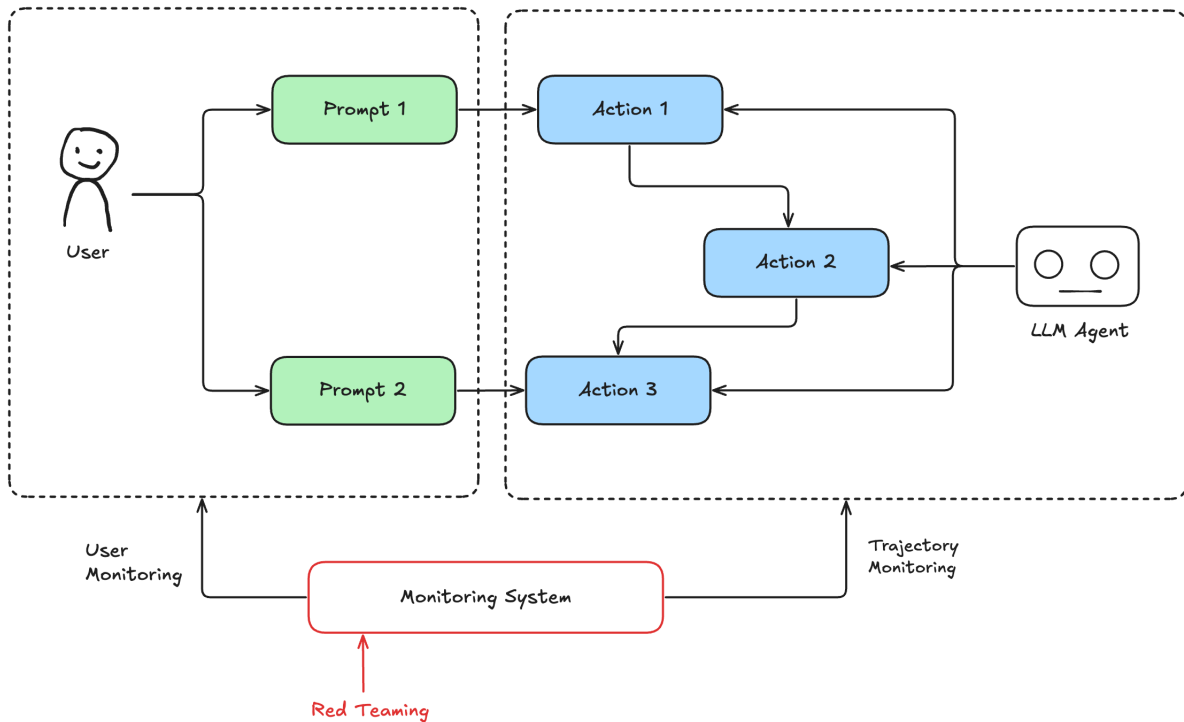 Prompt 1
Action 1
User
Action 2
LLM Agent
Prompt 2
Action 3
User
Monitoring
Trajectory
Monitoring
Monitoring System
Red Teaming